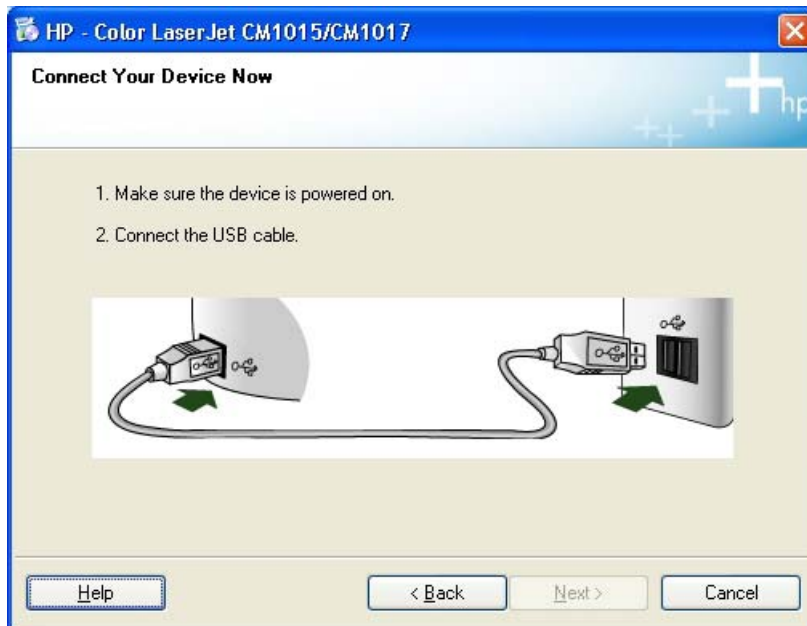 HP - Color LaserJet CM1015/CM1017
Connect Your Device Now
hp
1. Make sure the device is powered on.
2. Connect the USB cable.
Help
< Back
Next >
Cancel